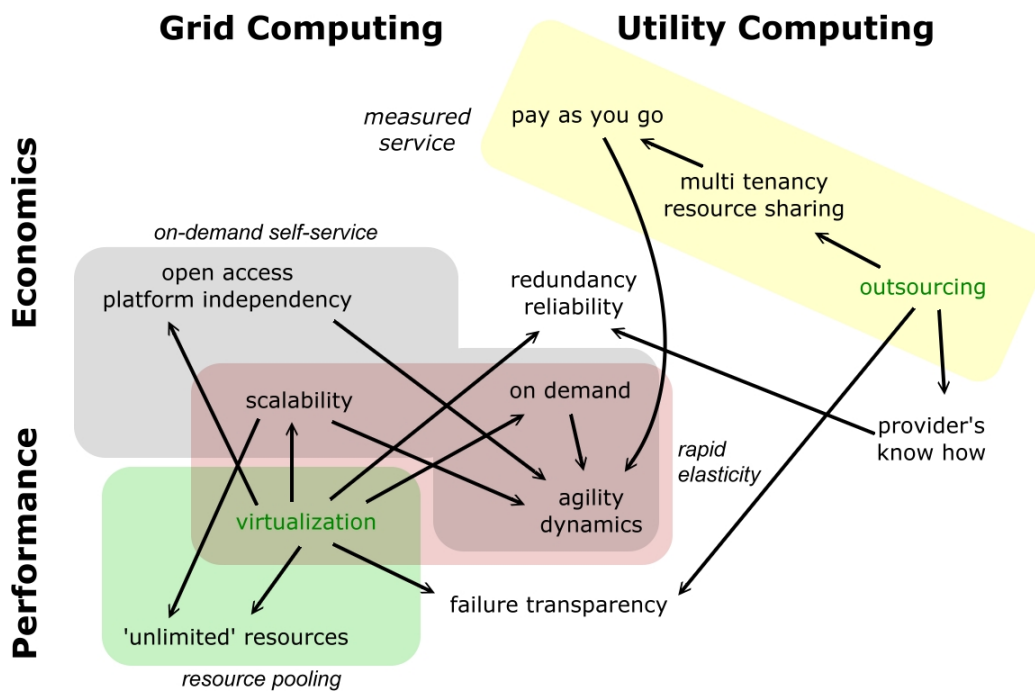 Grid Computing
Utility Computing
Economics
Performance
measured
service
pay as you go
multi tenancy
resource sharing
on-demand self-service
open access
platform independency
redundancy
reliability
outsourcing
scalability
on demand
provider's
know how
rapid
elasticity
virtualization
agility
dynamics
failure transparency
'unlimited' resources
resource pooling